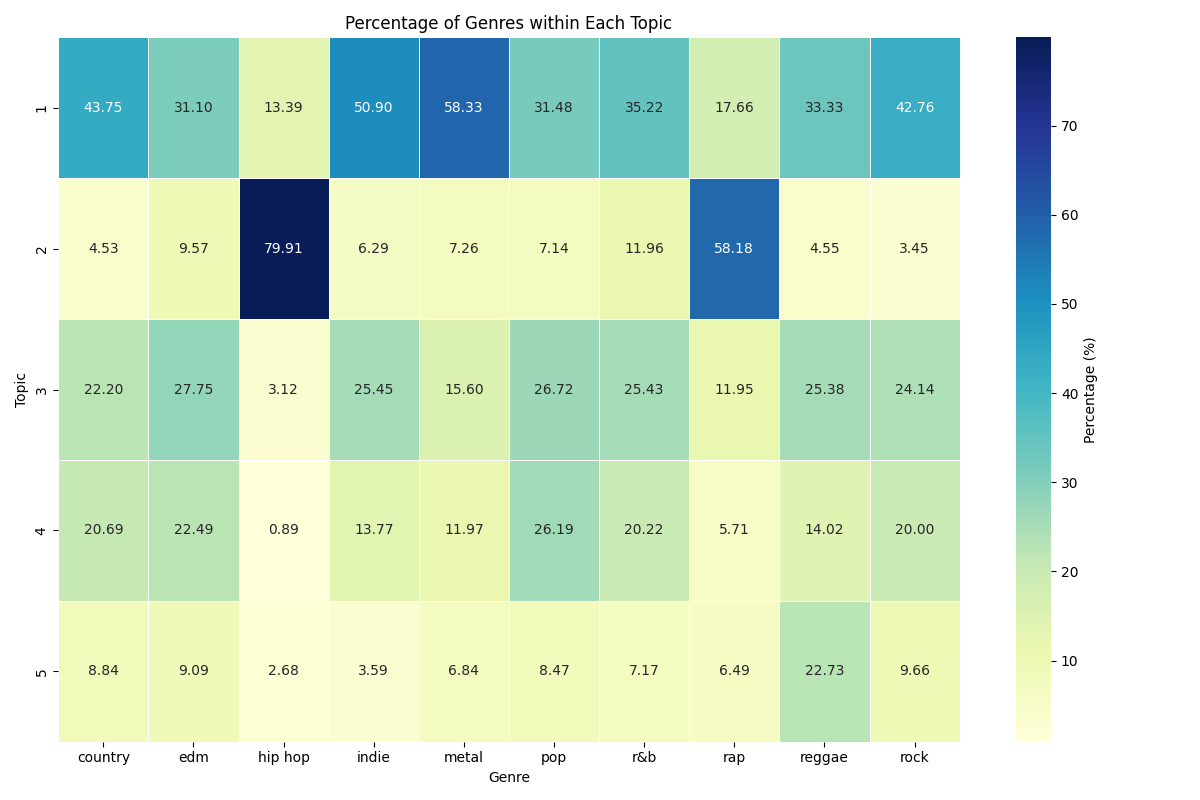 Percentage of Genres within Each Topic
1 43.75 31.10 13.39 50.90 58.33 31.48 35.22 17.66 33.33 42.76
2 4.53 9.57 79.91 6.29 7.26 7.14 11.96 58.18 4.55 3.45
3 22.20 27.75 3.12 25.45 15.60 26.72 25.43 11.95 25.38 24.14
4 20.69 22.49 0.89 13.77 11.97 26.19 20.22 5.71 14.02 20.00
5 8.84 9.09 2.68 3.59 6.84 8.47 7.17 6.49 22.73 9.66
Topic
country edm hip hop indie metal pop r&b rap reggae rock
Genre
70
60
50
40
30
20
10
Percentage (%)